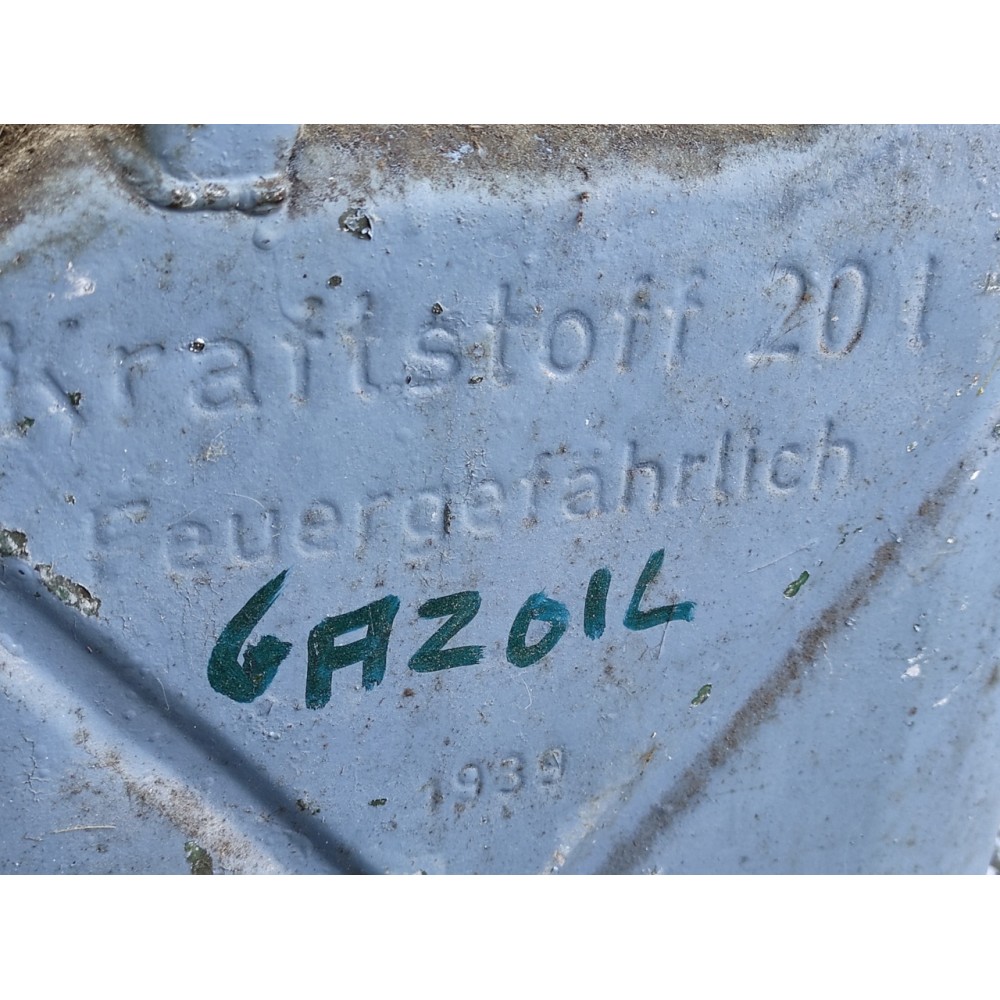 Kraftstoff 20 l
Feuergefährlich
GAZOIL
1939